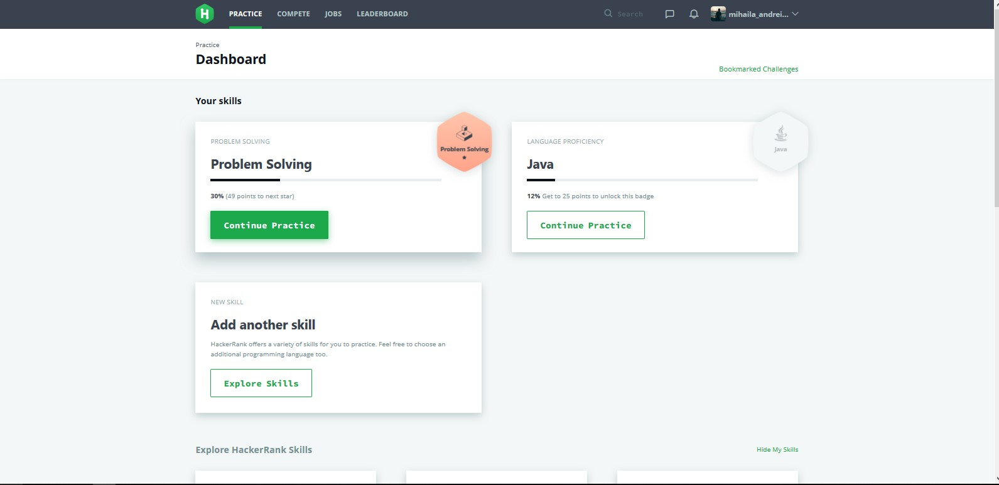 H PRACTICE COMPETE JOBS LEADERBOARD Search mihaila_andrei...
Practice
Dashboard
Bookmarked Challenges
Your skills
PROBLEM SOLVING
Problem Solving
30% (49 points to next star)
Continue Practice
Problem Solving
LANGUAGE PROFICIENCY
Java
12% Get to 25 points to unlock this badge
Continue Practice
Java
NEW SKILL
Add another skill
HackerRank offers a variety of skills for you to practice. Feel free to choose an
additional programming language too.
Explore Skills
Explore HackerRank Skills
Hide My Skills